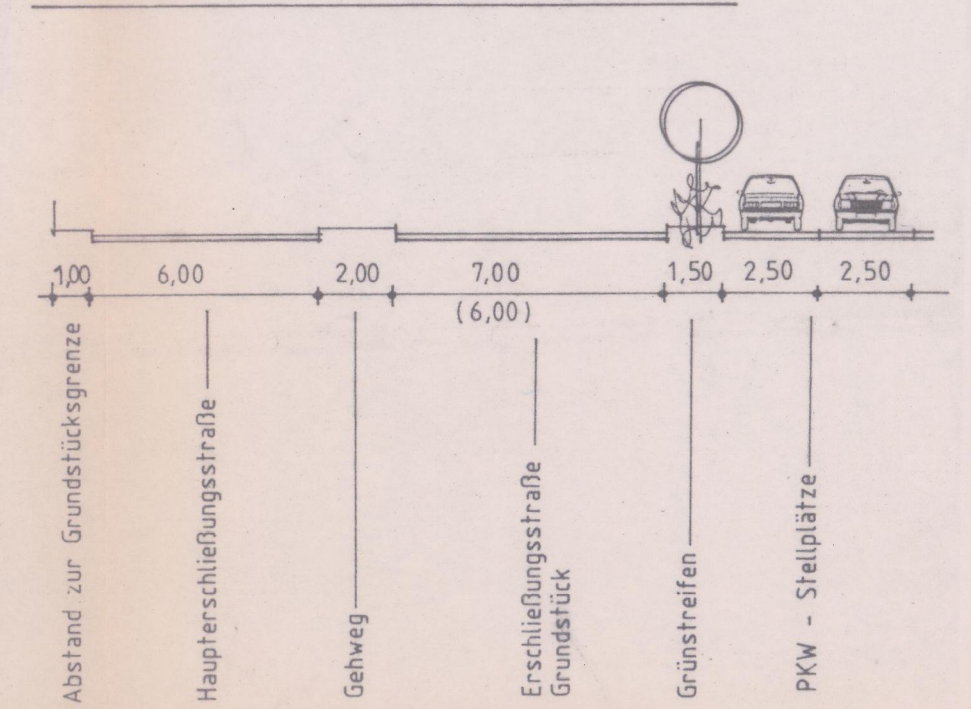 1,00 6,00 2,00 7,00 1,50 2,50 2,50
(6,00)
Abstand zur Grundstücksgrenze
Haupterschließungsstraße
Gehweg
Erschließungsstraße
Grundstück
Grünstreifen
PKW - Stellplätze